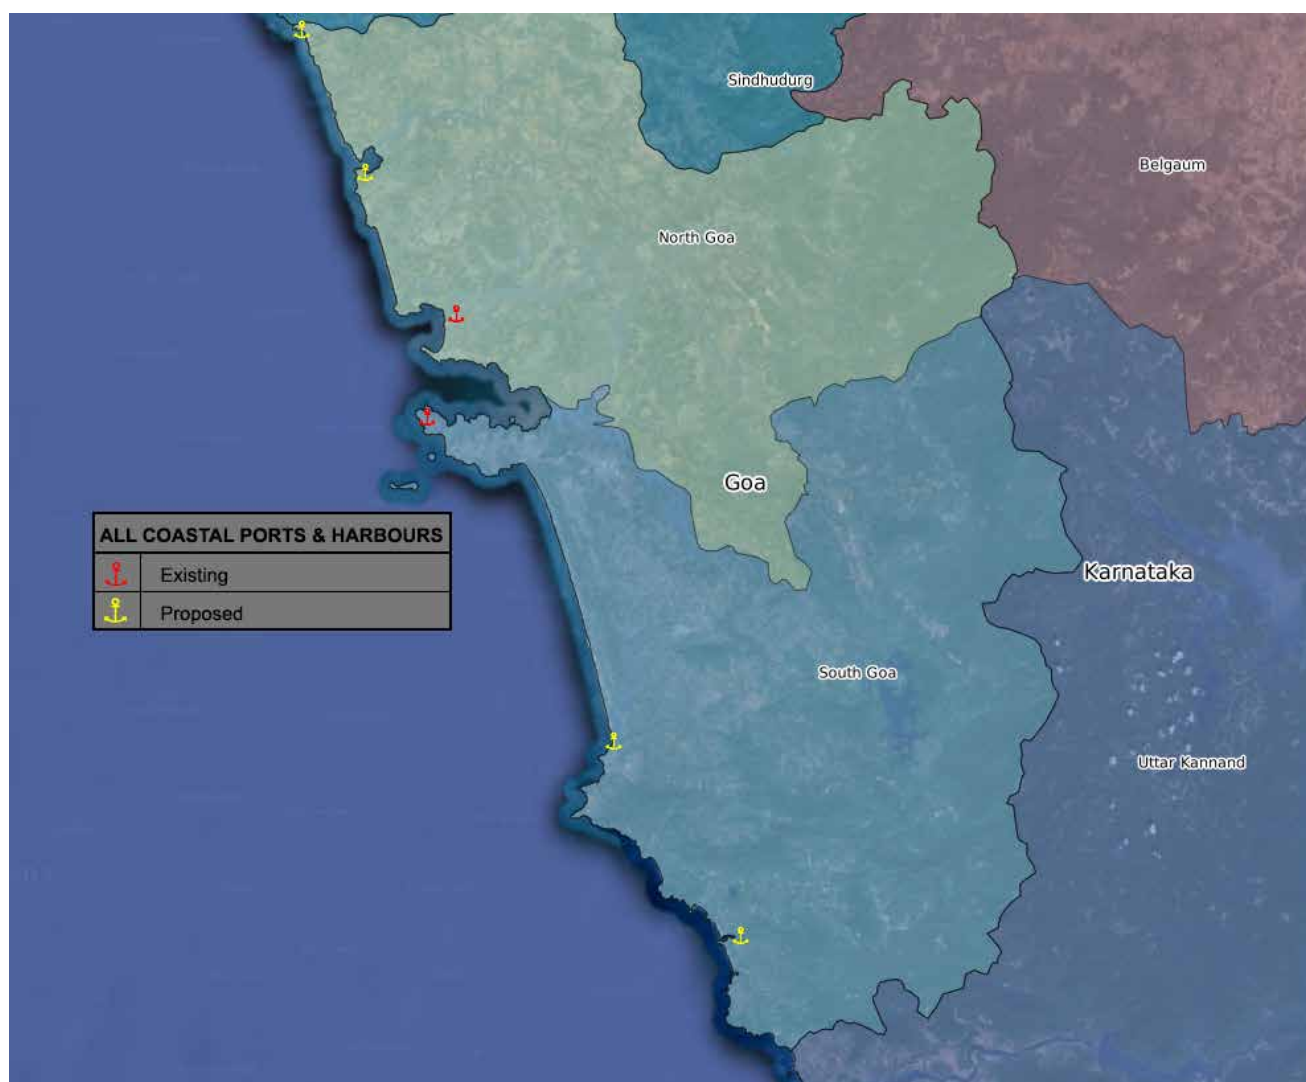 Sindhudurg
Belgaum
North Goa
Goa
ALL COASTAL PORTS & HARBOURS
Existing
Proposed
Karnataka
South Goa
Uttar Kannand